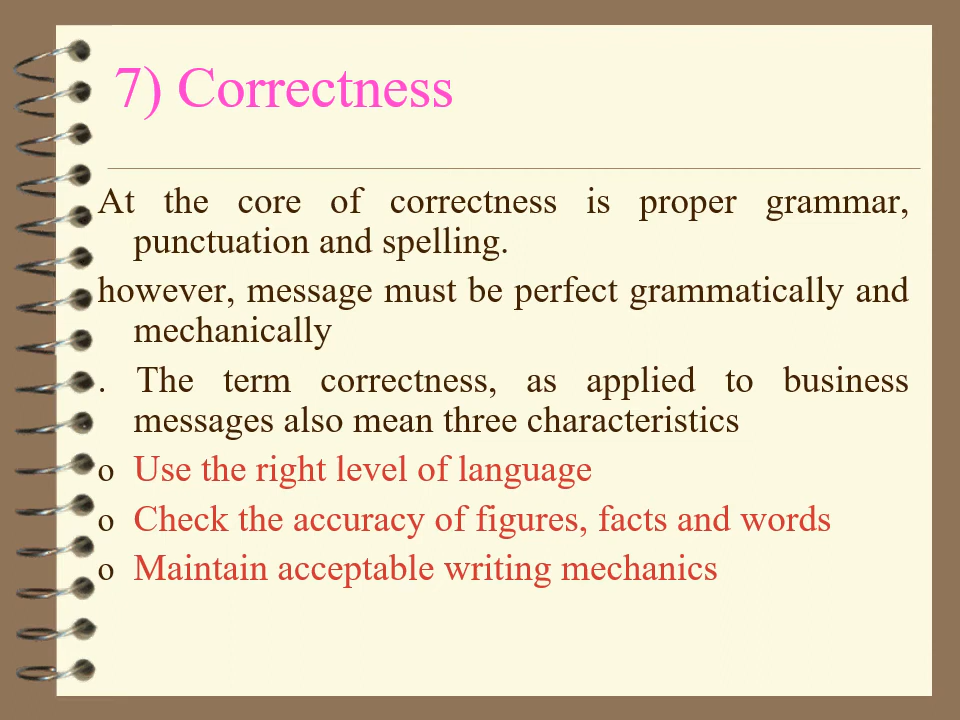 7) Correctness
At the core of correctness is proper grammar,
punctuation and spelling.
however, message must be perfect grammatically and
mechanically
. The term correctness, as applied to business
messages also mean three characteristics
o Use the right level of language
o Check the accuracy of figures, facts and words
o Maintain acceptable writing mechanics